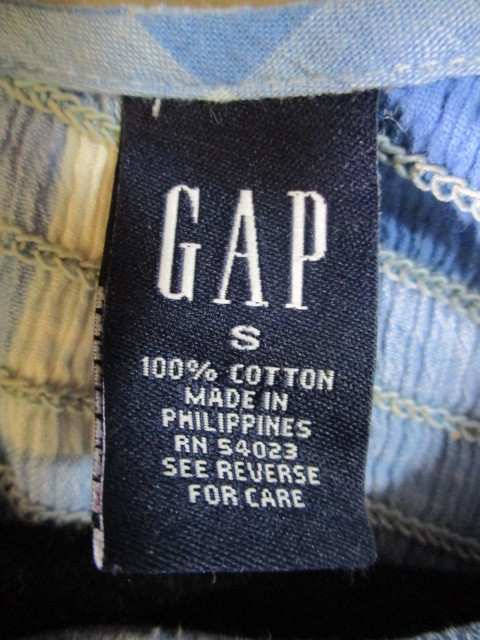 GAP
S
100% COTTON
MADE IN
PHILIPPINES
RN 54023
SEE REVERSE
FOR CARE